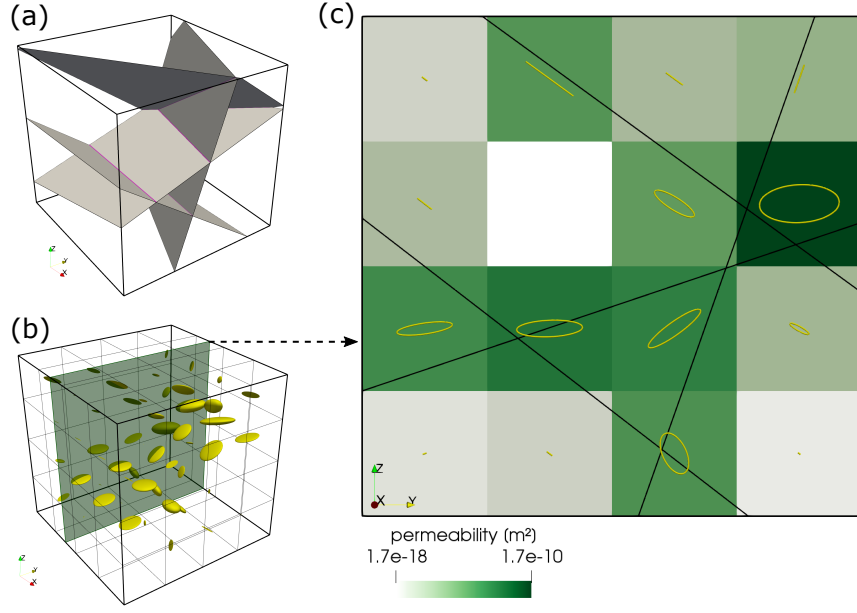 (a)
Z
Y
X
(b)
Z
Y
X
(c)
Z
X
Y
permeability [m²]
1.7e-18
1.7e-10